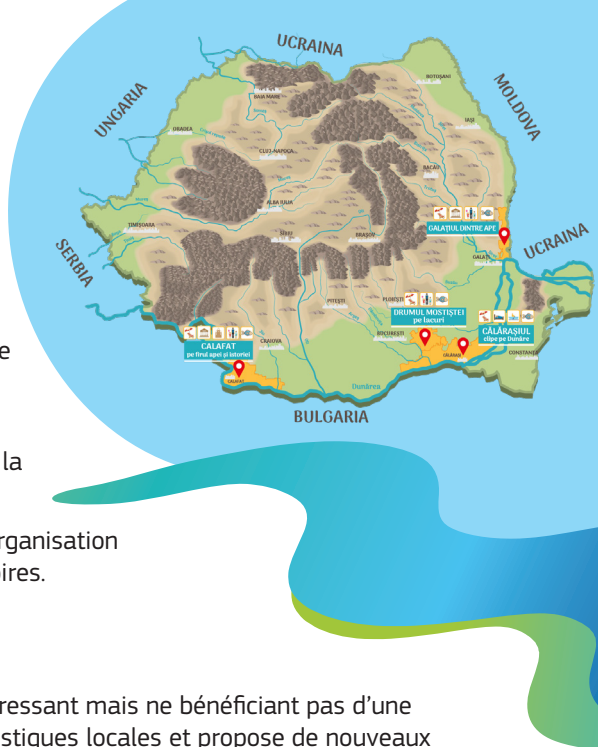 UCRAINA
BOTOȘANI
MOLDOVA
BAIA MARE
UNGARIA
ORADEA
IAȘI
CLUJ-NAPOCA
BACĂU
ALBA IULIA
GALAȚIUL DINTRE APE
TIMIȘOARA
SIBIU
BRAȘOV
UCRAINA
GALAȚI
SERBIA
PITEȘTI
PLOIEȘTI
DRUMUL MOSTIȘTEI
pe lacuri
CĂLĂRAȘIUL
clipe pe Dunăre
BUCUREȘTI
CRAIOVA
CALAFAT
pe firul apei și istoriei
CĂLĂRAȘI
CONSTANȚA
CALAFAT
Dunărea
BULGARIA
e
la
rganisation
oires.
ressant mais ne bénéficiant pas d’une
stiques locales et propose de nouveaux